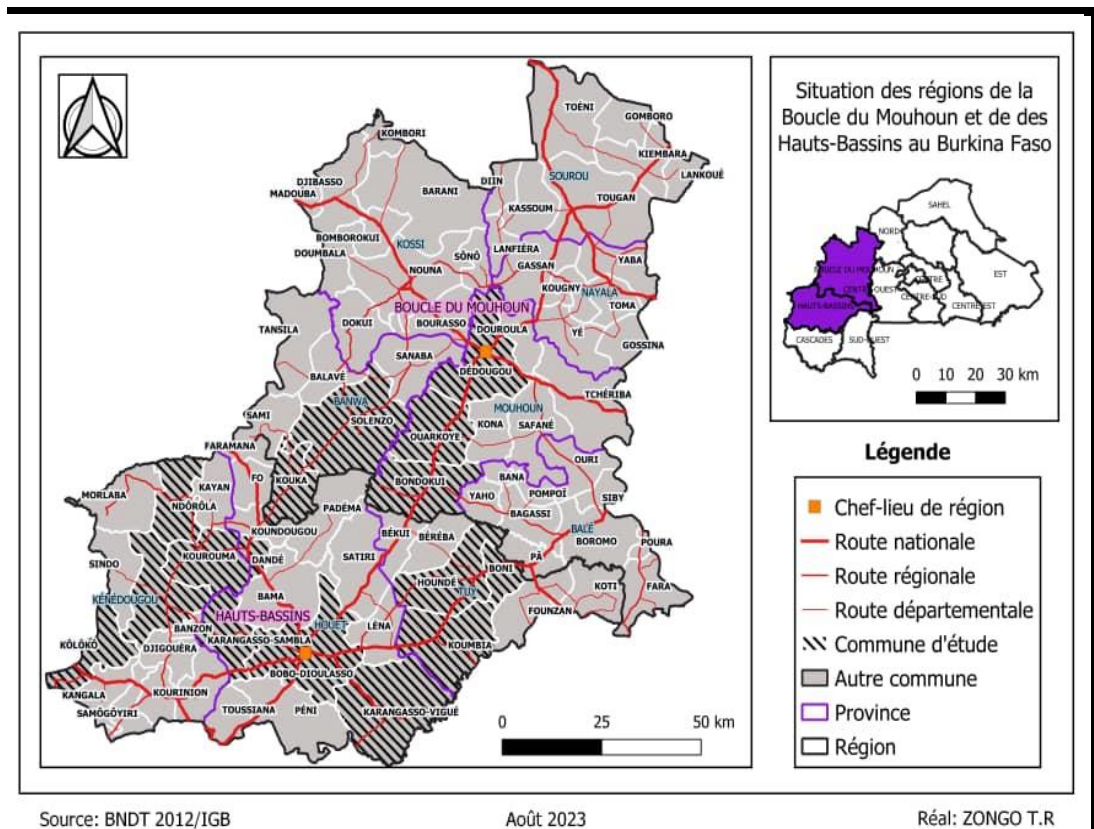 Situation des régions de la
Boucle du Mouhoun et de des
Hauts-Bassins au Burkina Faso
SAHEL
NORD
BOUCLE DU MOUHOUN
CENTRE-OUEST
CENTRE
CENTRE-SUD
CENTRE-EST
EST
HAUTS-BASSINS
CASCADES
SUD-OUEST
0 10 20 30 km
TOÉNI
GOMBORO
KOMBORI
KIEMBARA
LANKOUÉ
SOUROU
DJIBASSO
MADOUBA
BARANI
DIIN
KASSOUM
TOUGAN
BOMBOROKUI
DOUMBALA
KOSSI
SÔNÔ
LANFIÉRA
GASSAN
YABA
NOUNA
KOUGNY
NAYALA
TOMA
BOUCLE DU MOUHOUN
TANSILA
DOKUI
BOURASSO
DOUROULA
YÉ
GOSSINA
SANABA
DÉDOUGOU
BALAVÉ
TCHÉRIBA
BANWA
MOUHOUN
SAMI
SOLENZO
KONA
SAFANÉ
OUARKOYE
FARAMANA
OURI
KAYAN
FO
KOUKA
BONDOKUI
BANA
YAHO
POMPOÏ
SIBY
MORLABA
NDÔRÔLA
PADÉMA
BAGASSI
BALÉ
KOUNDOUGOU
BÉKUI
BÉRÉBA
BOROMO
POURA
KOUROUMA
DANDÉ
SATIRI
PÂ
SINDO
BONI
HOUNDÉ
KOTI
FARA
KÉNÉDOUGOU
BAMA
TUY
FOUNZAN
HAUTS-BASSINS
HOUET
LÉNA
BANZON
KARANGASSO-SAMBLA
KOUMBIA
KÔLÔKÔ
DJIGOUÉRA
BOBO-DIOULASSO
KANGALA
KOURINION
SAMÔGÔYIRI
TOUSSIANA
PÉNI
KARANGASSO-VIGUÉ
0 25 50 km
Légende
Chef-lieu de région
Route nationale
Route régionale
Route départementale
Commune d'étude
Autre commune
Province
Région
Source: BNDT 2012/IGB Août 2023 Réal: ZONGO T.R